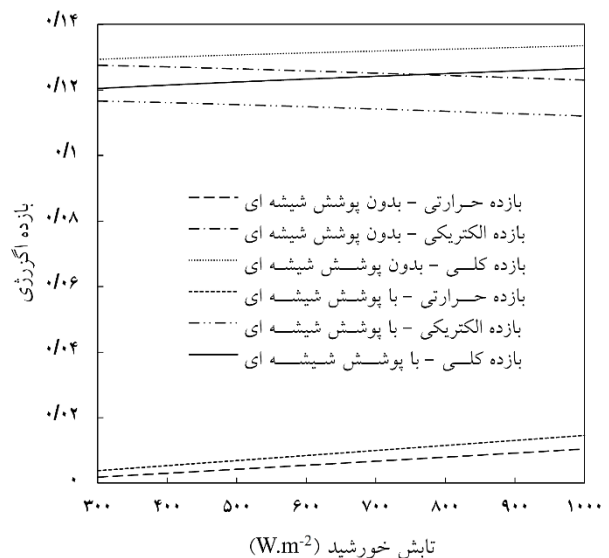 ۰/۱۴
۰/۱۲
۰/۱
۰/۰۸
۰/۰۶
۰/۰۴
۰/۰۲
۰
بازده اگزرژی
بازده حرارتی - بدون پوشش شیشه ای
بازده الکتریکی - بدون پوشش شیشه ای
بازده کلی - بدون پوشش شیشه ای
بازده حرارتی - با پوشش شیشه ای
بازده الکتریکی - با پوشش شیشه ای
بازده کلی - با پوشش شیشه ای
۳۰۰ ۴۰۰ ۵۰۰ ۶۰۰ ۷۰۰ ۸۰۰ ۹۰۰ ۱۰۰۰
تابش خورشید (W.m-2)